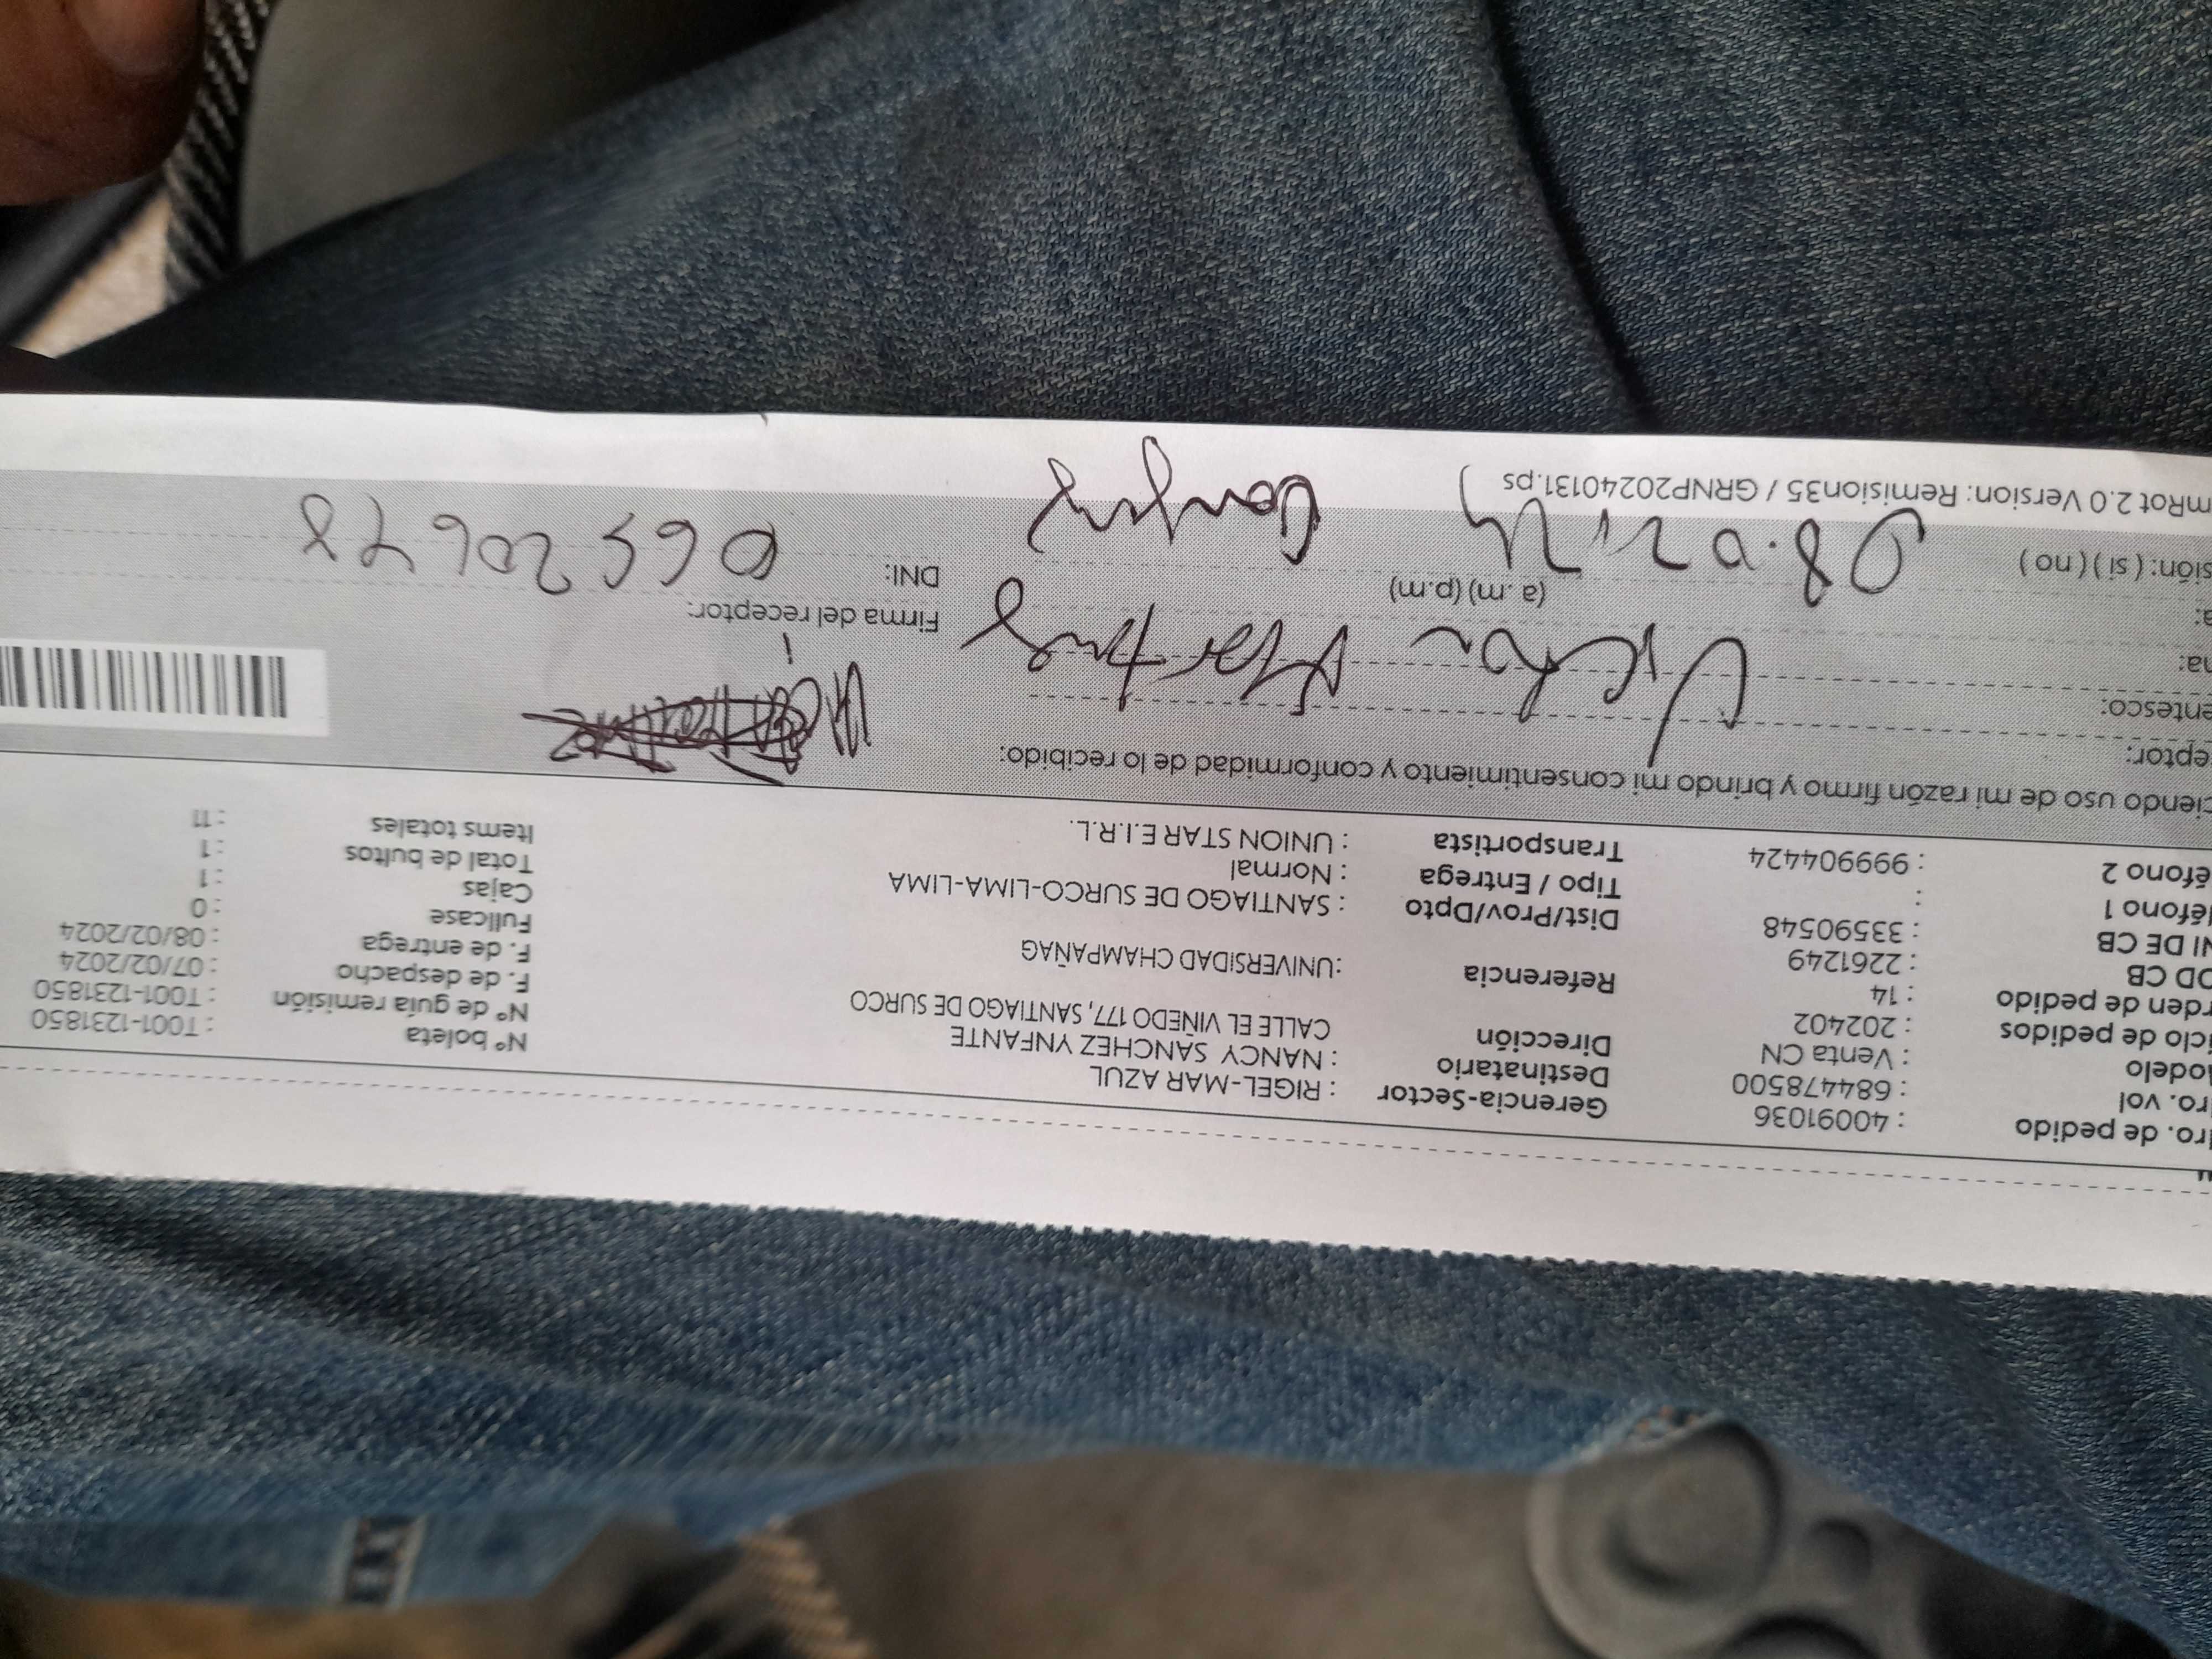 ro. de pedido : 40091036 Gerencia-Sector : RIGEL-MAR AZUL Nº boleta : T001-1231850
ro. vol : 684478500 Destinatario : NANCY SANCHEZ YNFANTE Nº de guía remisión : T001-1231850
odelo : Venta CN Dirección CALLE EL VIÑEDO 177, SANTIAGO DE SURCO F. de despacho : 07/02/2024
iclo de pedidos : 202402 Referencia :UNIVERSIDAD CHAMPAÑAG F. de entrega : 08/02/2024
rden de pedido : 14 Dist/Prov/Dpto : SANTIAGO DE SURCO-LIMA-LIMA Fullcase : 0
OD CB : 2261249 Tipo / Entrega : Normal Cajas : 1
NI DE CB : 33590548 Transportista : UNION STAR E.I.R.L. Total de bultos : 1
léfono 1 : Items totales : 11
éfono 2 : 999904424
ciendo uso de mi razón firmo y brindo mi consentimiento y conformidad de lo recibido:
eptor: Victor Martinez
entesco:
na:
a: (a.m) (p.m) Firma del receptor:
sión: ( si ) ( no ) 08.02.24 DNI: 06520678
mRot 2.0 Version: Remision35 / GRNP20240131.ps